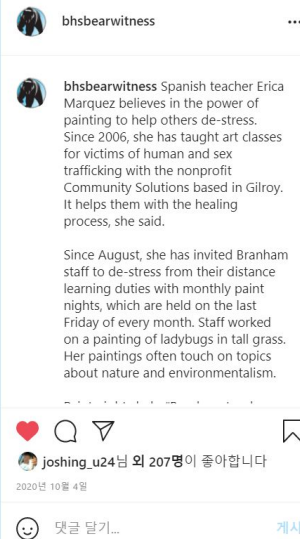 bhsbearwitness
bhsbearwitness Spanish teacher Erica
Marquez believes in the power of
painting to help others de-stress.
Since 2006, she has taught art classes
for victims of human and sex
trafficking with the nonprofit
Community Solutions based in Gilroy.
It helps them with the healing
process, she said.
Since August, she has invited Branham
staff to de-stress from their distance
learning duties with monthly paint
nights, which are held on the last
Friday of every month. Staff worked
on a painting of ladybugs in tall grass.
Her paintings often touch on topics
about nature and environmentalism.
joshing_u24님 외 207명이 좋아합니다
2020년 10월 4일
댓글 달기...
게시